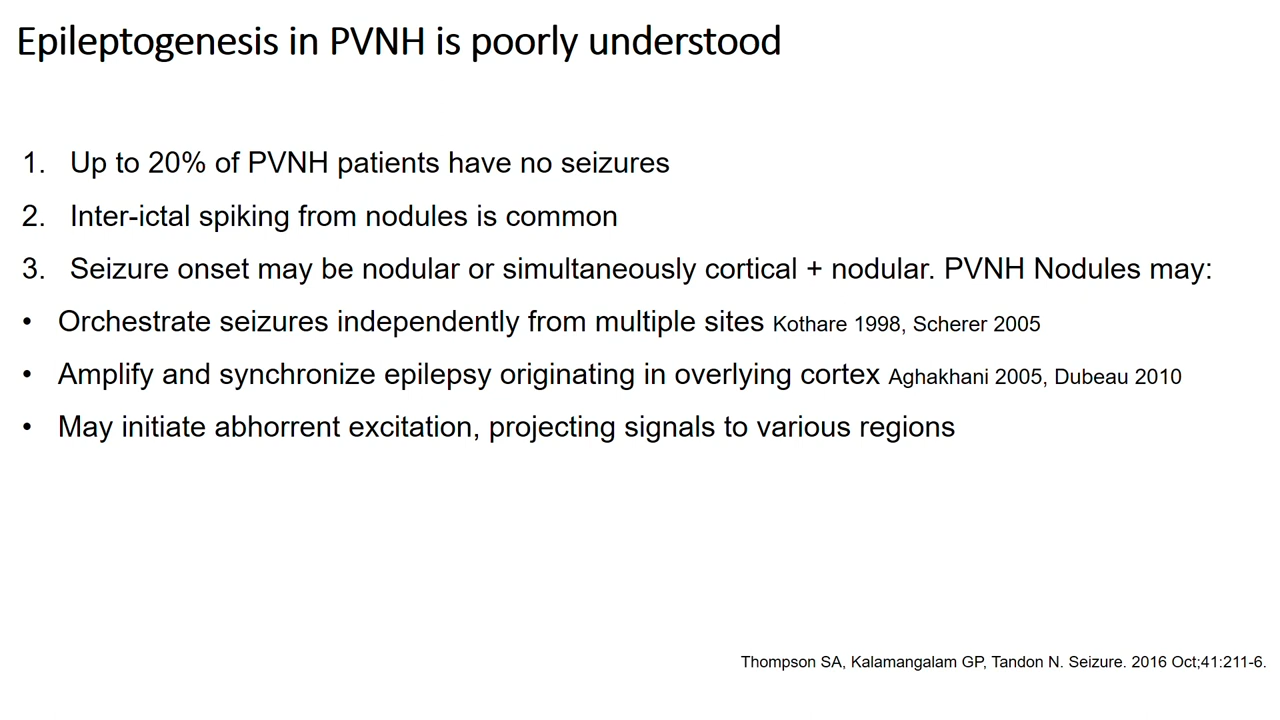 Epileptogenesis in PVNH is poorly understood
1. Up to 20% of PVNH patients have no seizures
2. Inter-ictal spiking from nodules is common
3. Seizure onset may be nodular or simultaneously cortical + nodular. PVNH Nodules may:
• Orchestrate seizures independently from multiple sites Kothare 1998, Scherer 2005
• Amplify and synchronize epilepsy originating in overlying cortex Aghakhani 2005, Dubeau 2010
• May initiate abhorrent excitation, projecting signals to various regions
Thompson SA, Kalamangalam GP, Tandon N. Seizure. 2016 Oct;41:211-6.